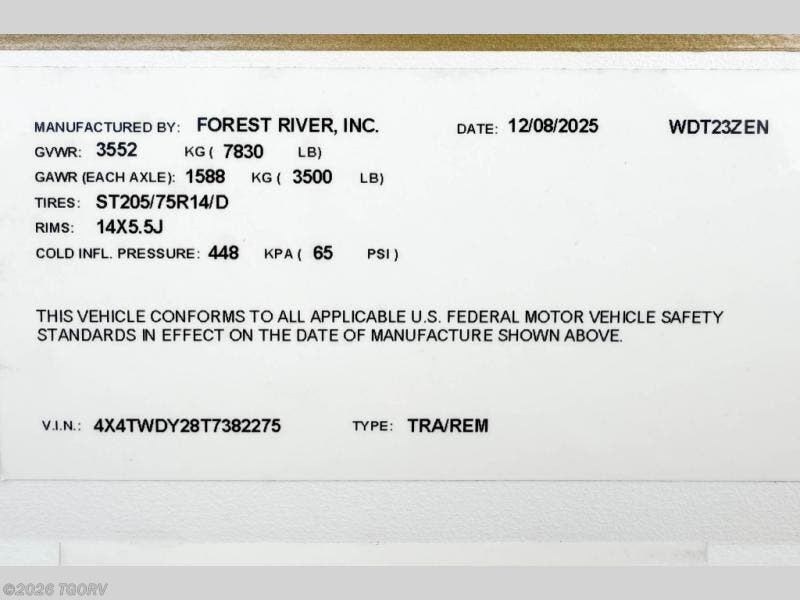 MANUFACTURED BY: FOREST RIVER, INC. DATE: 12/08/2025 WDT23ZEN
GVWR: 3552 KG ( 7830 LB)
GAWR (EACH AXLE): 1588 KG ( 3500 LB)
TIRES: ST205/75R14/D
RIMS: 14X5.5J
COLD INFL. PRESSURE: 448 KPA ( 65 PSI )
THIS VEHICLE CONFORMS TO ALL APPLICABLE U.S. FEDERAL MOTOR VEHICLE SAFETY
STANDARDS IN EFFECT ON THE DATE OF MANUFACTURE SHOWN ABOVE.
V.I.N.: 4X4TWDY28T7382275 TYPE: TRA/REM
©2026 TGORV